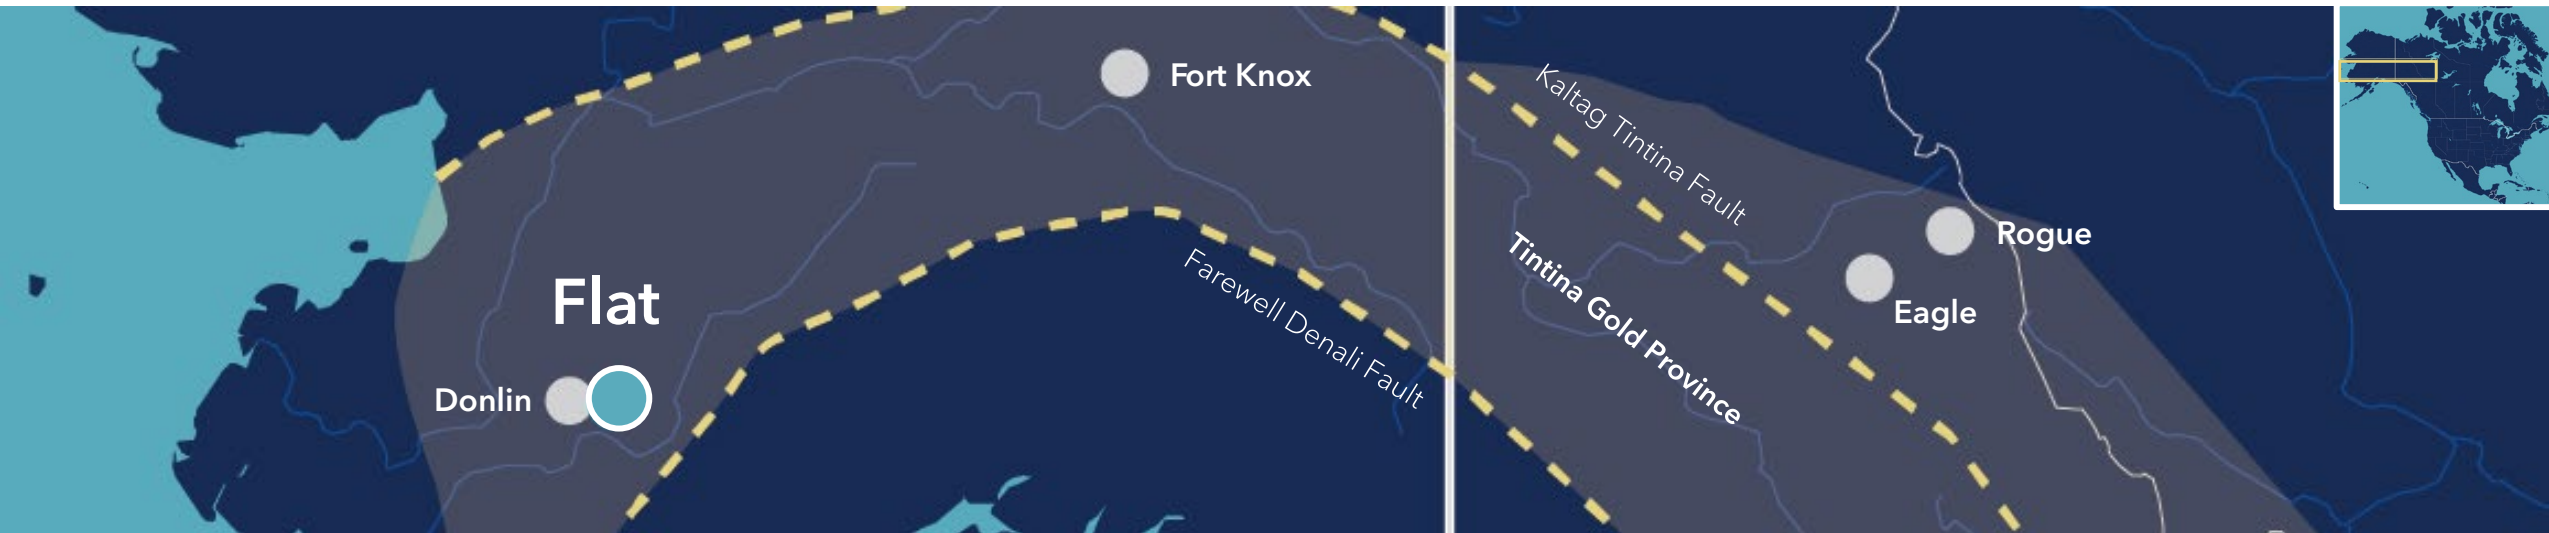 Fort Knox
Kaltag Tintina Fault
Rogue
Tintina Gold Province
Farewell Denali Fault
Flat
Eagle
Donlin